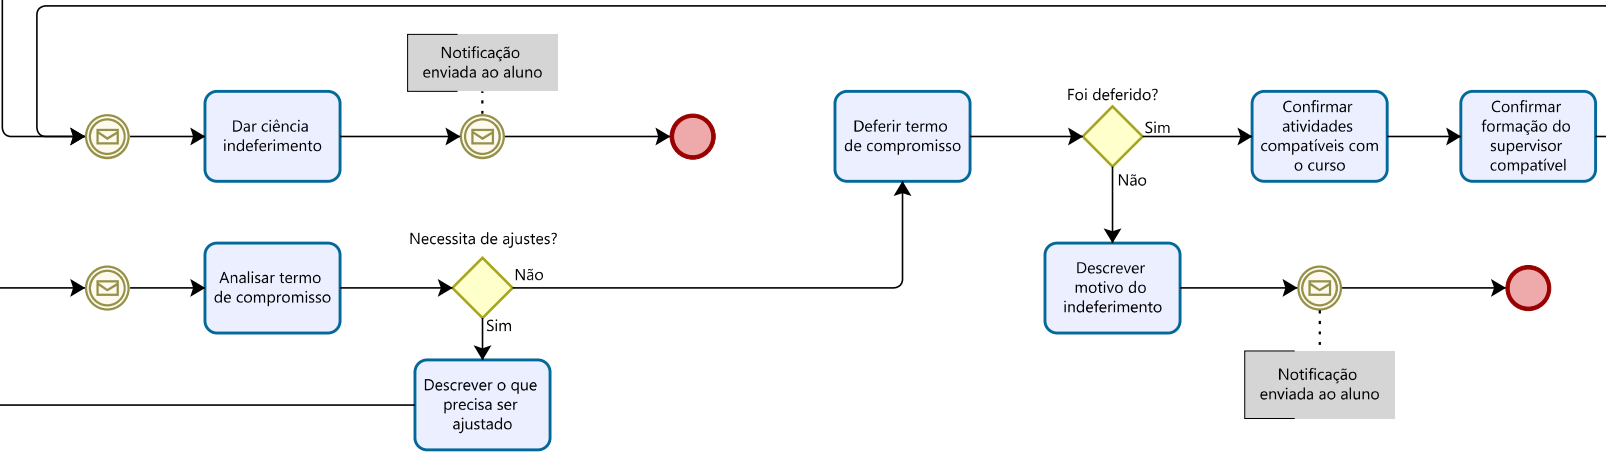 Notificação
enviada ao aluno
Dar ciência
indeferimento
Deferir termo
de compromisso
Foi deferido?
Sim
Não
Confirmar
atividades
compatíveis com
o curso
Confirmar
formação do
supervisor
compatível
Analisar termo
de compromisso
Necessita de ajustes?
Não
Sim
Descrever o que
precisa ser
ajustado
Descrever
motivo do
indeferimento
Notificação
enviada ao aluno